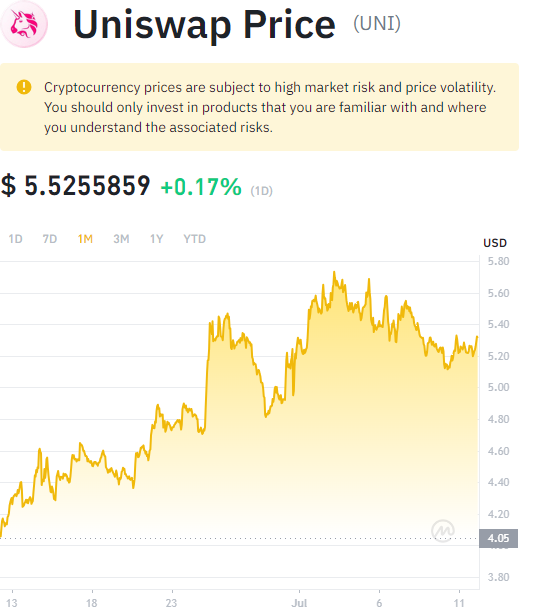 Uniswap Price (UNI)
Cryptocurrency prices are subject to high market risk and price volatility.
You should only invest in products that you are familiar with and where
you understand the associated risks.
$ 5.5255859 +0.17% (1D)
1D 7D 1M 3M 1Y YTD
USD
5.80
5.60
5.40
5.20
5.00
4.80
4.60
4.40
4.20
4.05
3.80
13 18 23 Jul 6 11